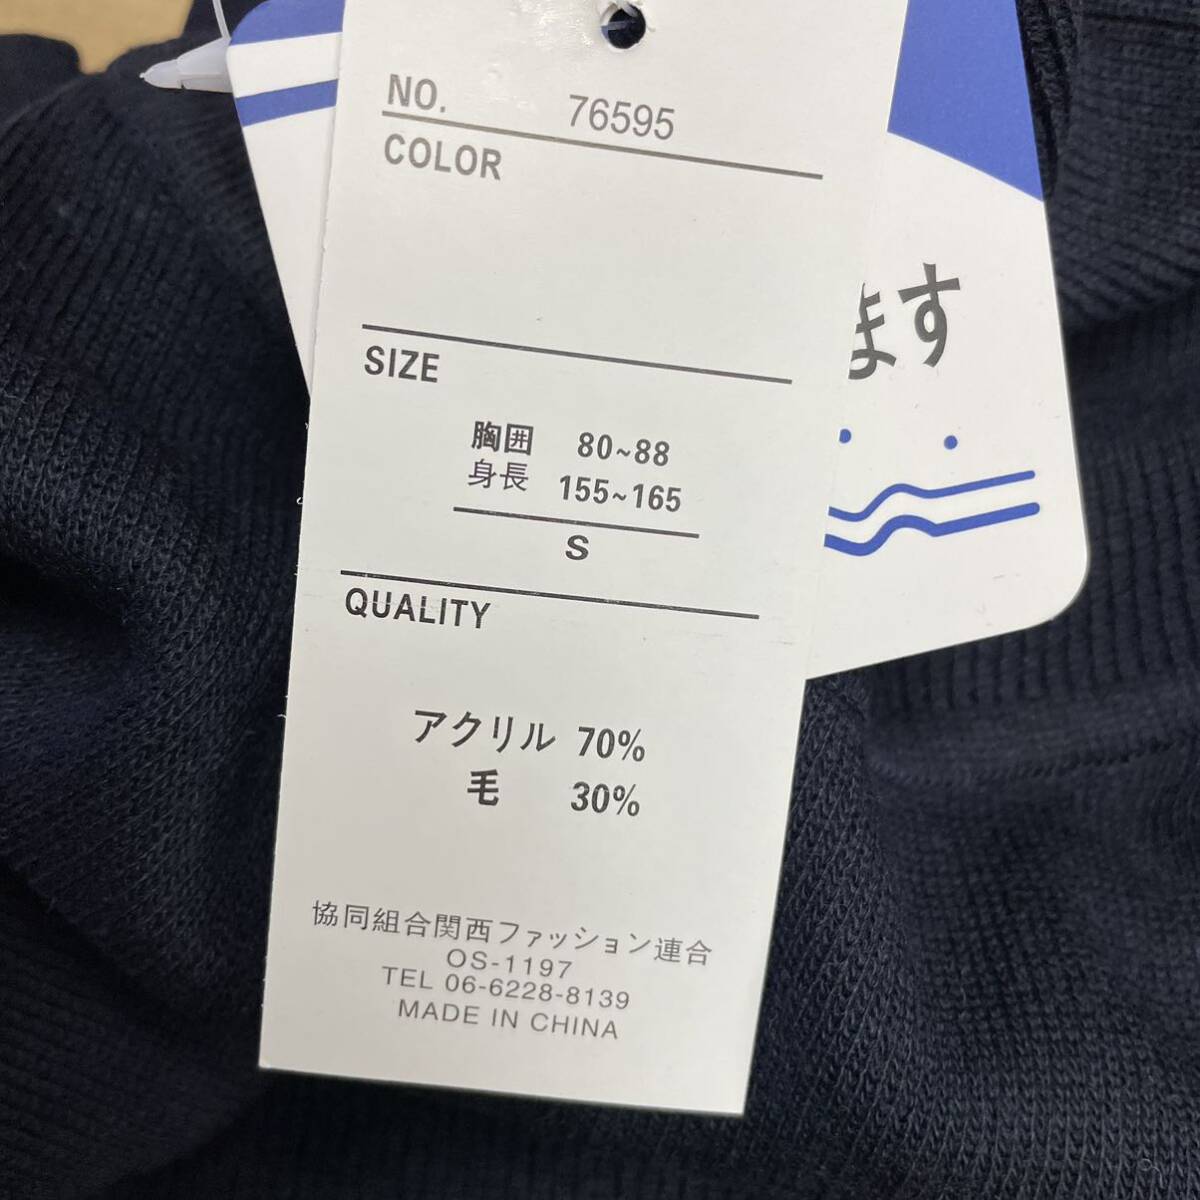 NO. 76595
COLOR
SIZE
胸囲 80~88
身長 155~165
S
QUALITY
アクリル 70%
毛 30%
協同組合関西ファッション連合
OS-1197
TEL 06-6228-8139
MADE IN CHINA
ます